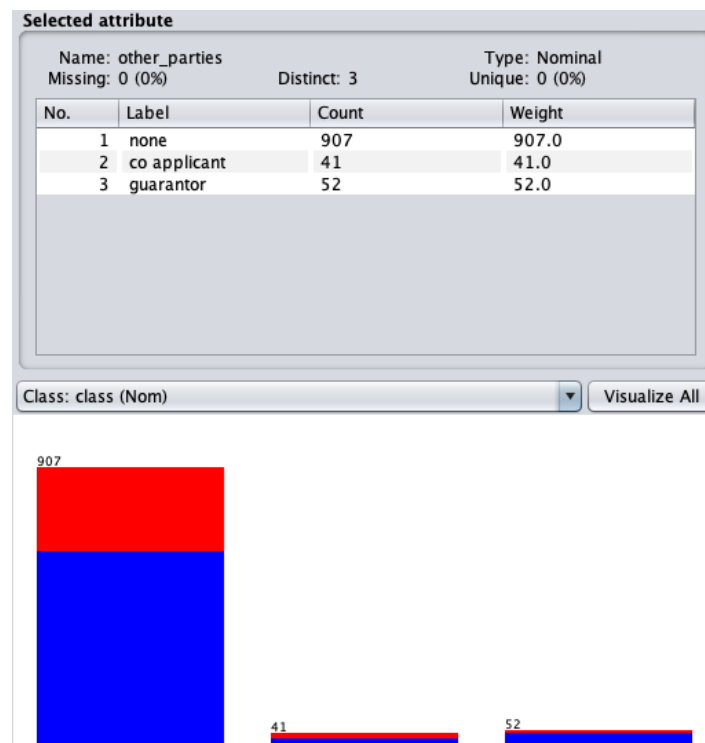 Selected attribute
Name: other_parties Type: Nominal
Missing: 0 (0%) Distinct: 3 Unique: 0 (0%)
No. Label Count Weight
1 none 907 907.0
2 co applicant 41 41.0
3 guarantor 52 52.0
Class: class (Nom) Visualize All
907
41
52